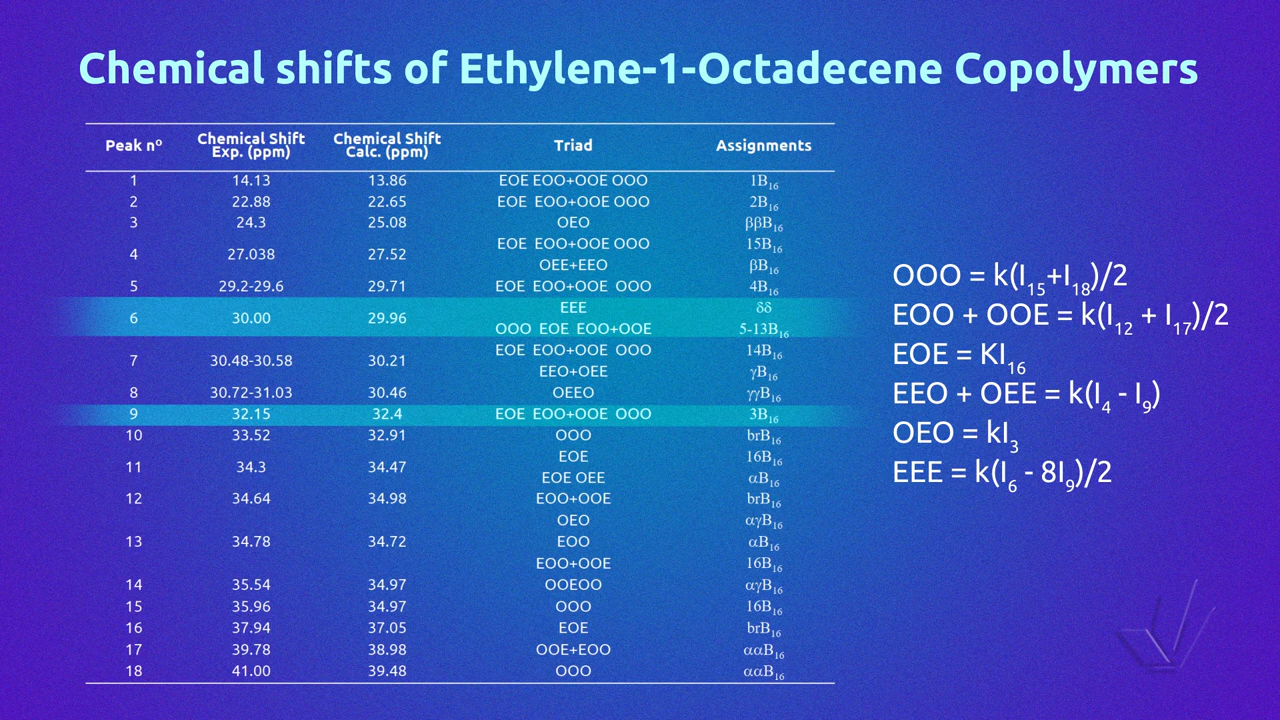 Chemical shifts of Ethylene-1-Octadecene Copolymers
Peak nº Chemical Shift Exp. (ppm) Chemical Shift Calc. (ppm) Triad Assignments
1 14.13 13.86 EOE EOO+OOE OOO 1B₁₆
2 22.88 22.65 EOE EOO+OOE OOO 2B₁₆
3 24.3 25.08 OEO ββB₁₆
4 27.038 27.52 EOE EOO+OOE OOO 15B₁₆
OEE+EEO βB₁₆
5 29.2-29.6 29.71 EOE EOO+OOE OOO 4B₁₆
6 30.00 29.96 EEE δδ
OOO EOE EOO+OOE 5-13B₁₆
7 30.48-30.58 30.21 EOE EOO+OOE OOO 14B₁₆
EEO+OEE γB₁₆
8 30.72-31.03 30.46 OEEO γγB₁₆
9 32.15 32.4 EOE EOO+OOE OOO 3B₁₆
10 33.52 32.91 OOO brB₁₆
11 34.3 34.47 EOE 16B₁₆
EOE OEE αB₁₆
12 34.64 34.98 EOO+OOE brB₁₆
OEO αγB₁₆
13 34.78 34.72 EOO αB₁₆
EOO+OOE 16B₁₆
14 35.54 34.97 OOEOO αγB₁₆
15 35.96 34.97 OOO 16B₁₆
16 37.94 37.05 EOE brB₁₆
17 39.78 38.98 OOE+EOO ααB₁₆
18 41.00 39.48 OOO ααB₁₆
OOO = k(I₁₅+I₁₈)/2
EOO + OOE = k(I₁₂ + I₁₇)/2
EOE = KI₁₆
EEO + OEE = k(I₄ - I₉)
OEO = kI₃
EEE = k(I₆ - 8I₉)/2